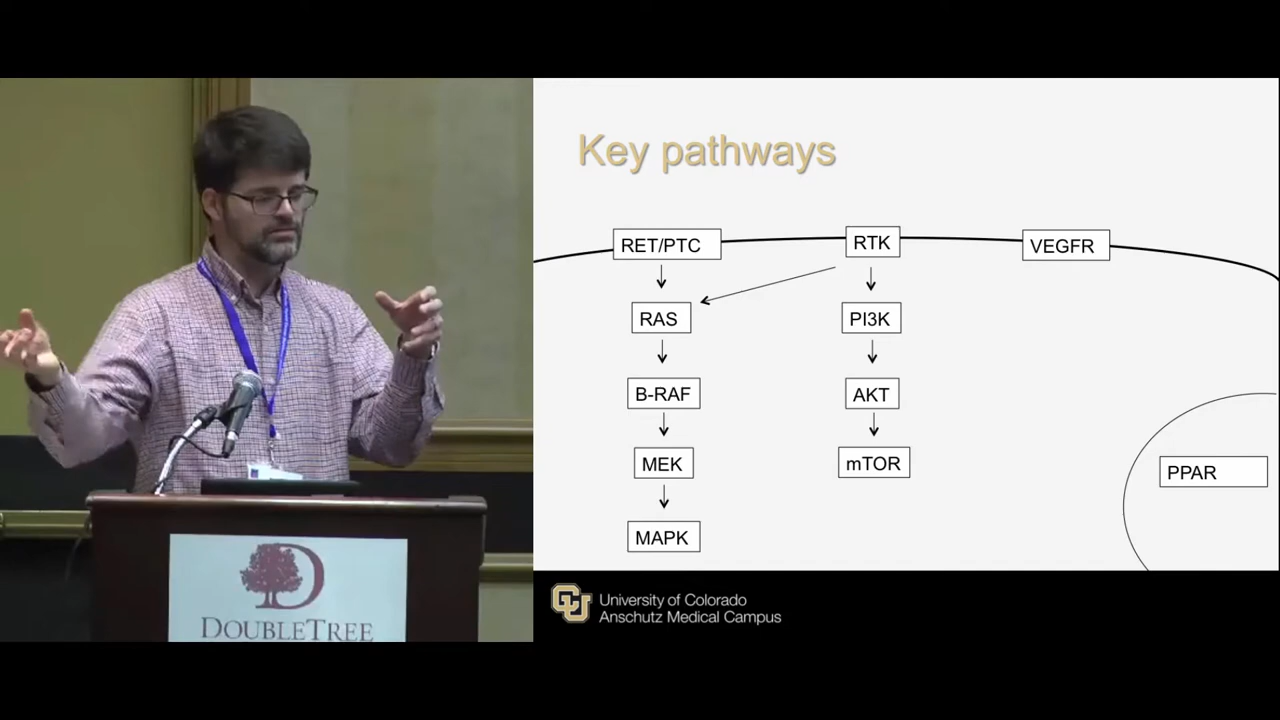 Key pathways
RET/PTC
RTK
VEGFR
RAS
PI3K
B-RAF
AKT
MEK
mTOR
PPAR
MAPK
University of Colorado
Anschutz Medical Campus
D
DOUBLETREE